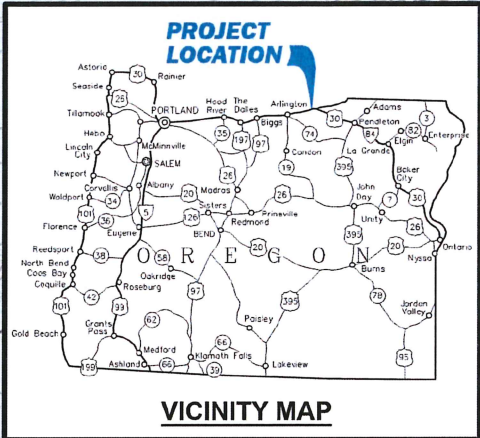 PROJECT
LOCATION
Astoria
30
Rainier
Seaside
26
Tillamook
PORTLAND
Hood
River
The
Dalles
Biggs
Arlington
30
Adams
Pendleton
84
3
82
Elgin
Enterprise
Hebo
McMinnville
35
197
97
74
La Grande
Lincoln
City
SALEM
26
Condon
19
395
Baker
City
Newport
Corvallis
Albany
Madras
John
Day
7
30
Waldport
34
20
Sisters
26
26
Unity
101
5
126
Prineville
Redmond
Florence
36
Eugene
BEND
395
20
Ontario
Reedsport
38
OREGON
58
20
Nyssa
North Bend
Coos Bay
Oakridge
Burns
Coquille
42
Roseburg
97
395
78
Jordan
Valley
101
99
Paisley
62
Gold Beach
Grants
Pass
66
95
Medford
Klamath Falls
199
Ashland
66
39
Lakeview
VICINITY MAP